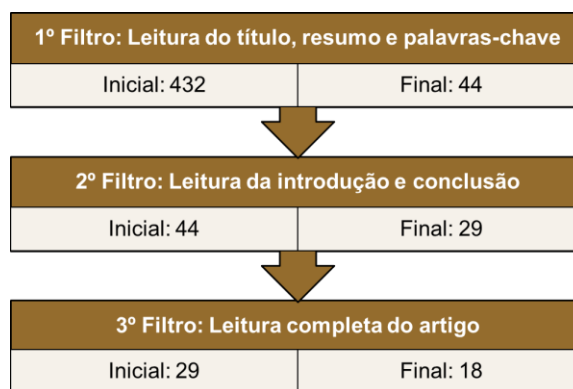 1º Filtro: Leitura do título, resumo e palavras-chave
Inicial: 432 Final: 44
2º Filtro: Leitura da introdução e conclusão
Inicial: 44 Final: 29
3º Filtro: Leitura completa do artigo
Inicial: 29 Final: 18